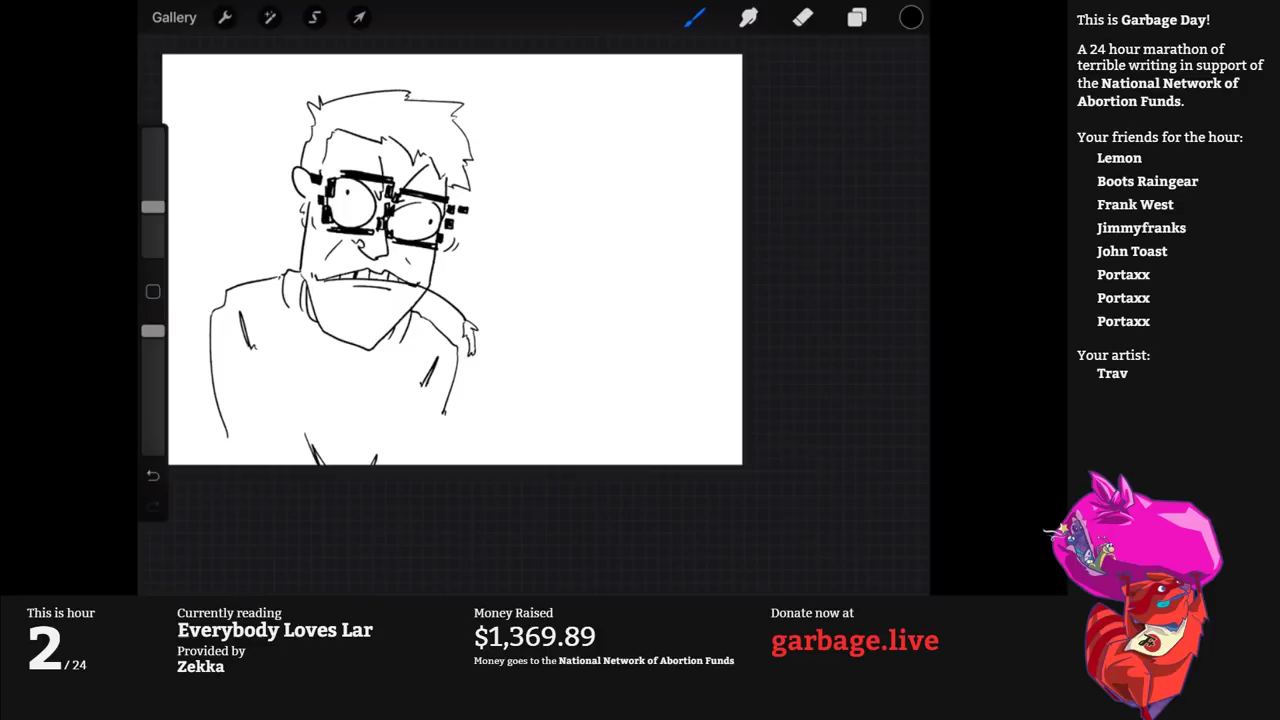 Gallery
This is Garbage Day!
A 24 hour marathon of
terrible writing in support of
the National Network of
Abortion Funds.
Your friends for the hour:
Lemon
Boots Raingear
Frank West
Jimmyfranks
John Toast
Portaxx
Portaxx
Portaxx
Your artist:
Trav
This is hour
2 / 24
Currently reading
Everybody Loves Lar
Provided by
Zekka
Money Raised
$1,369.89
Money goes to the National Network of Abortion Funds
Donate now at
garbage.live